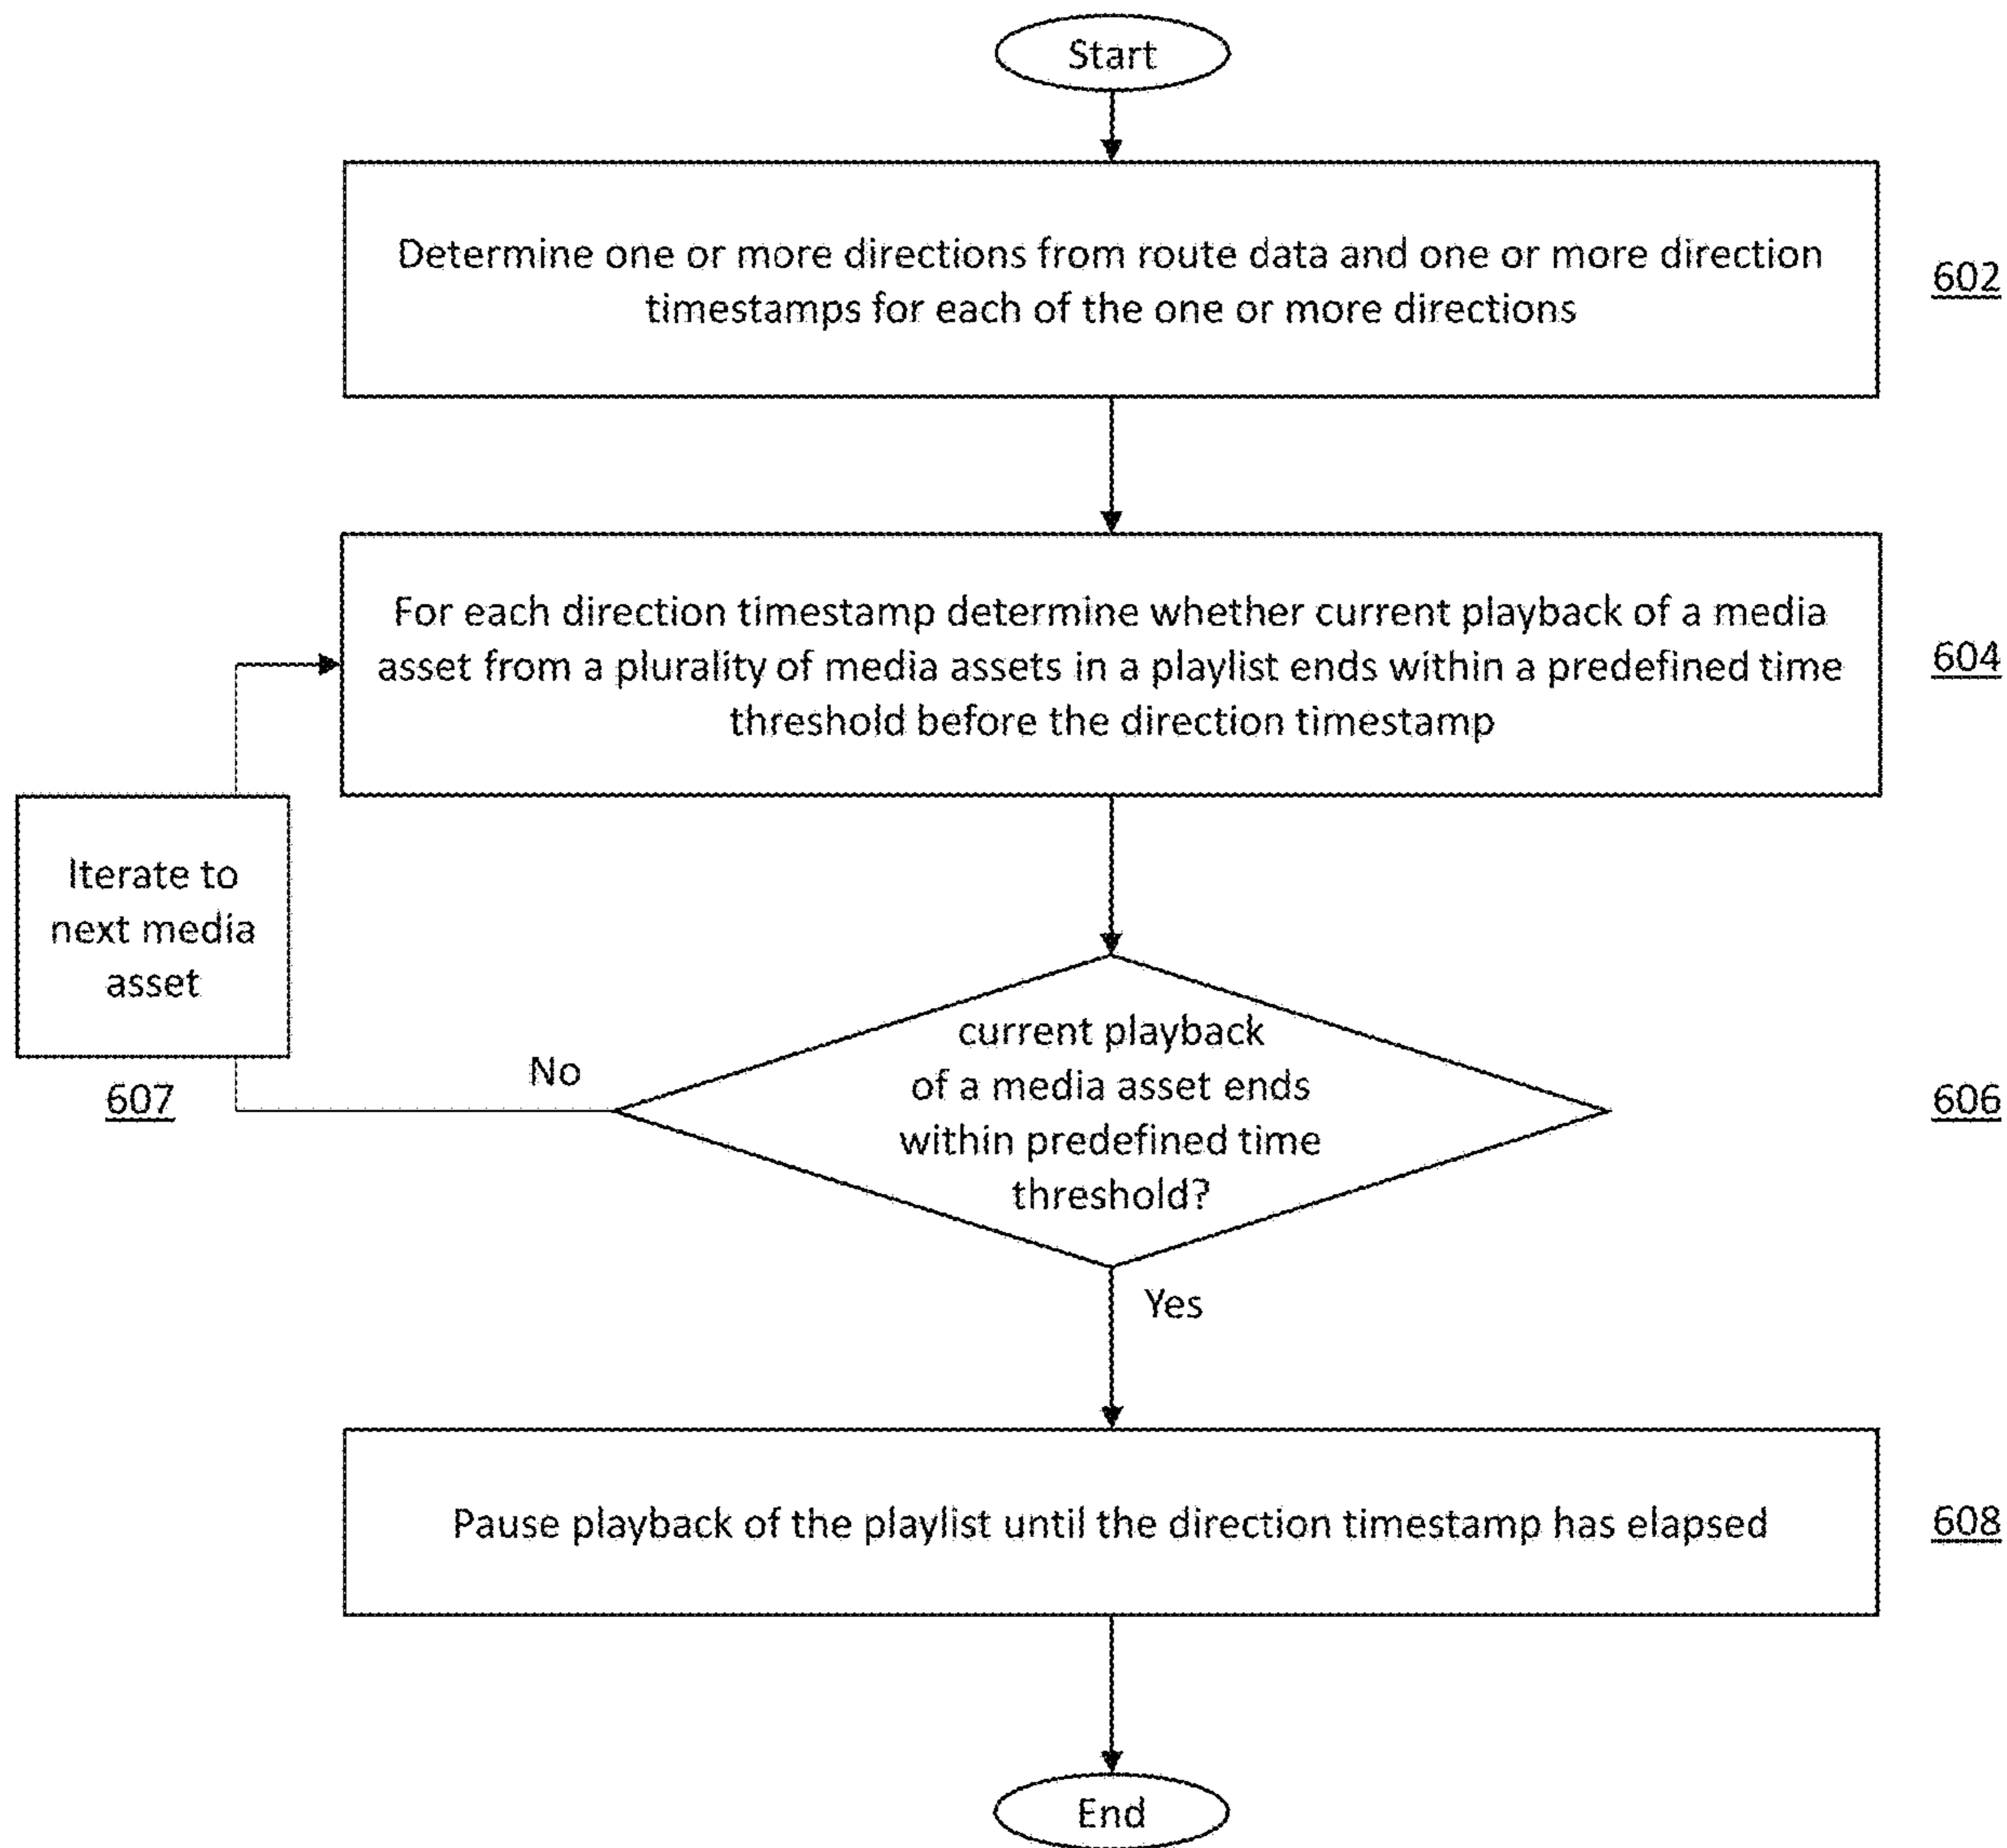 Start
Determine one or more directions from route data and one or more direction
timestamps for each of the one or more directions
602
For each direction timestamp determine whether current playback of a media
asset from a plurality of media assets in a playlist ends within a predefined time
threshold before the direction timestamp
604
Iterate to
next media
asset
607
No
current playback
of a media asset ends
within predefined time
threshold?
606
Yes
Pause playback of the playlist until the direction timestamp has elapsed
608
End